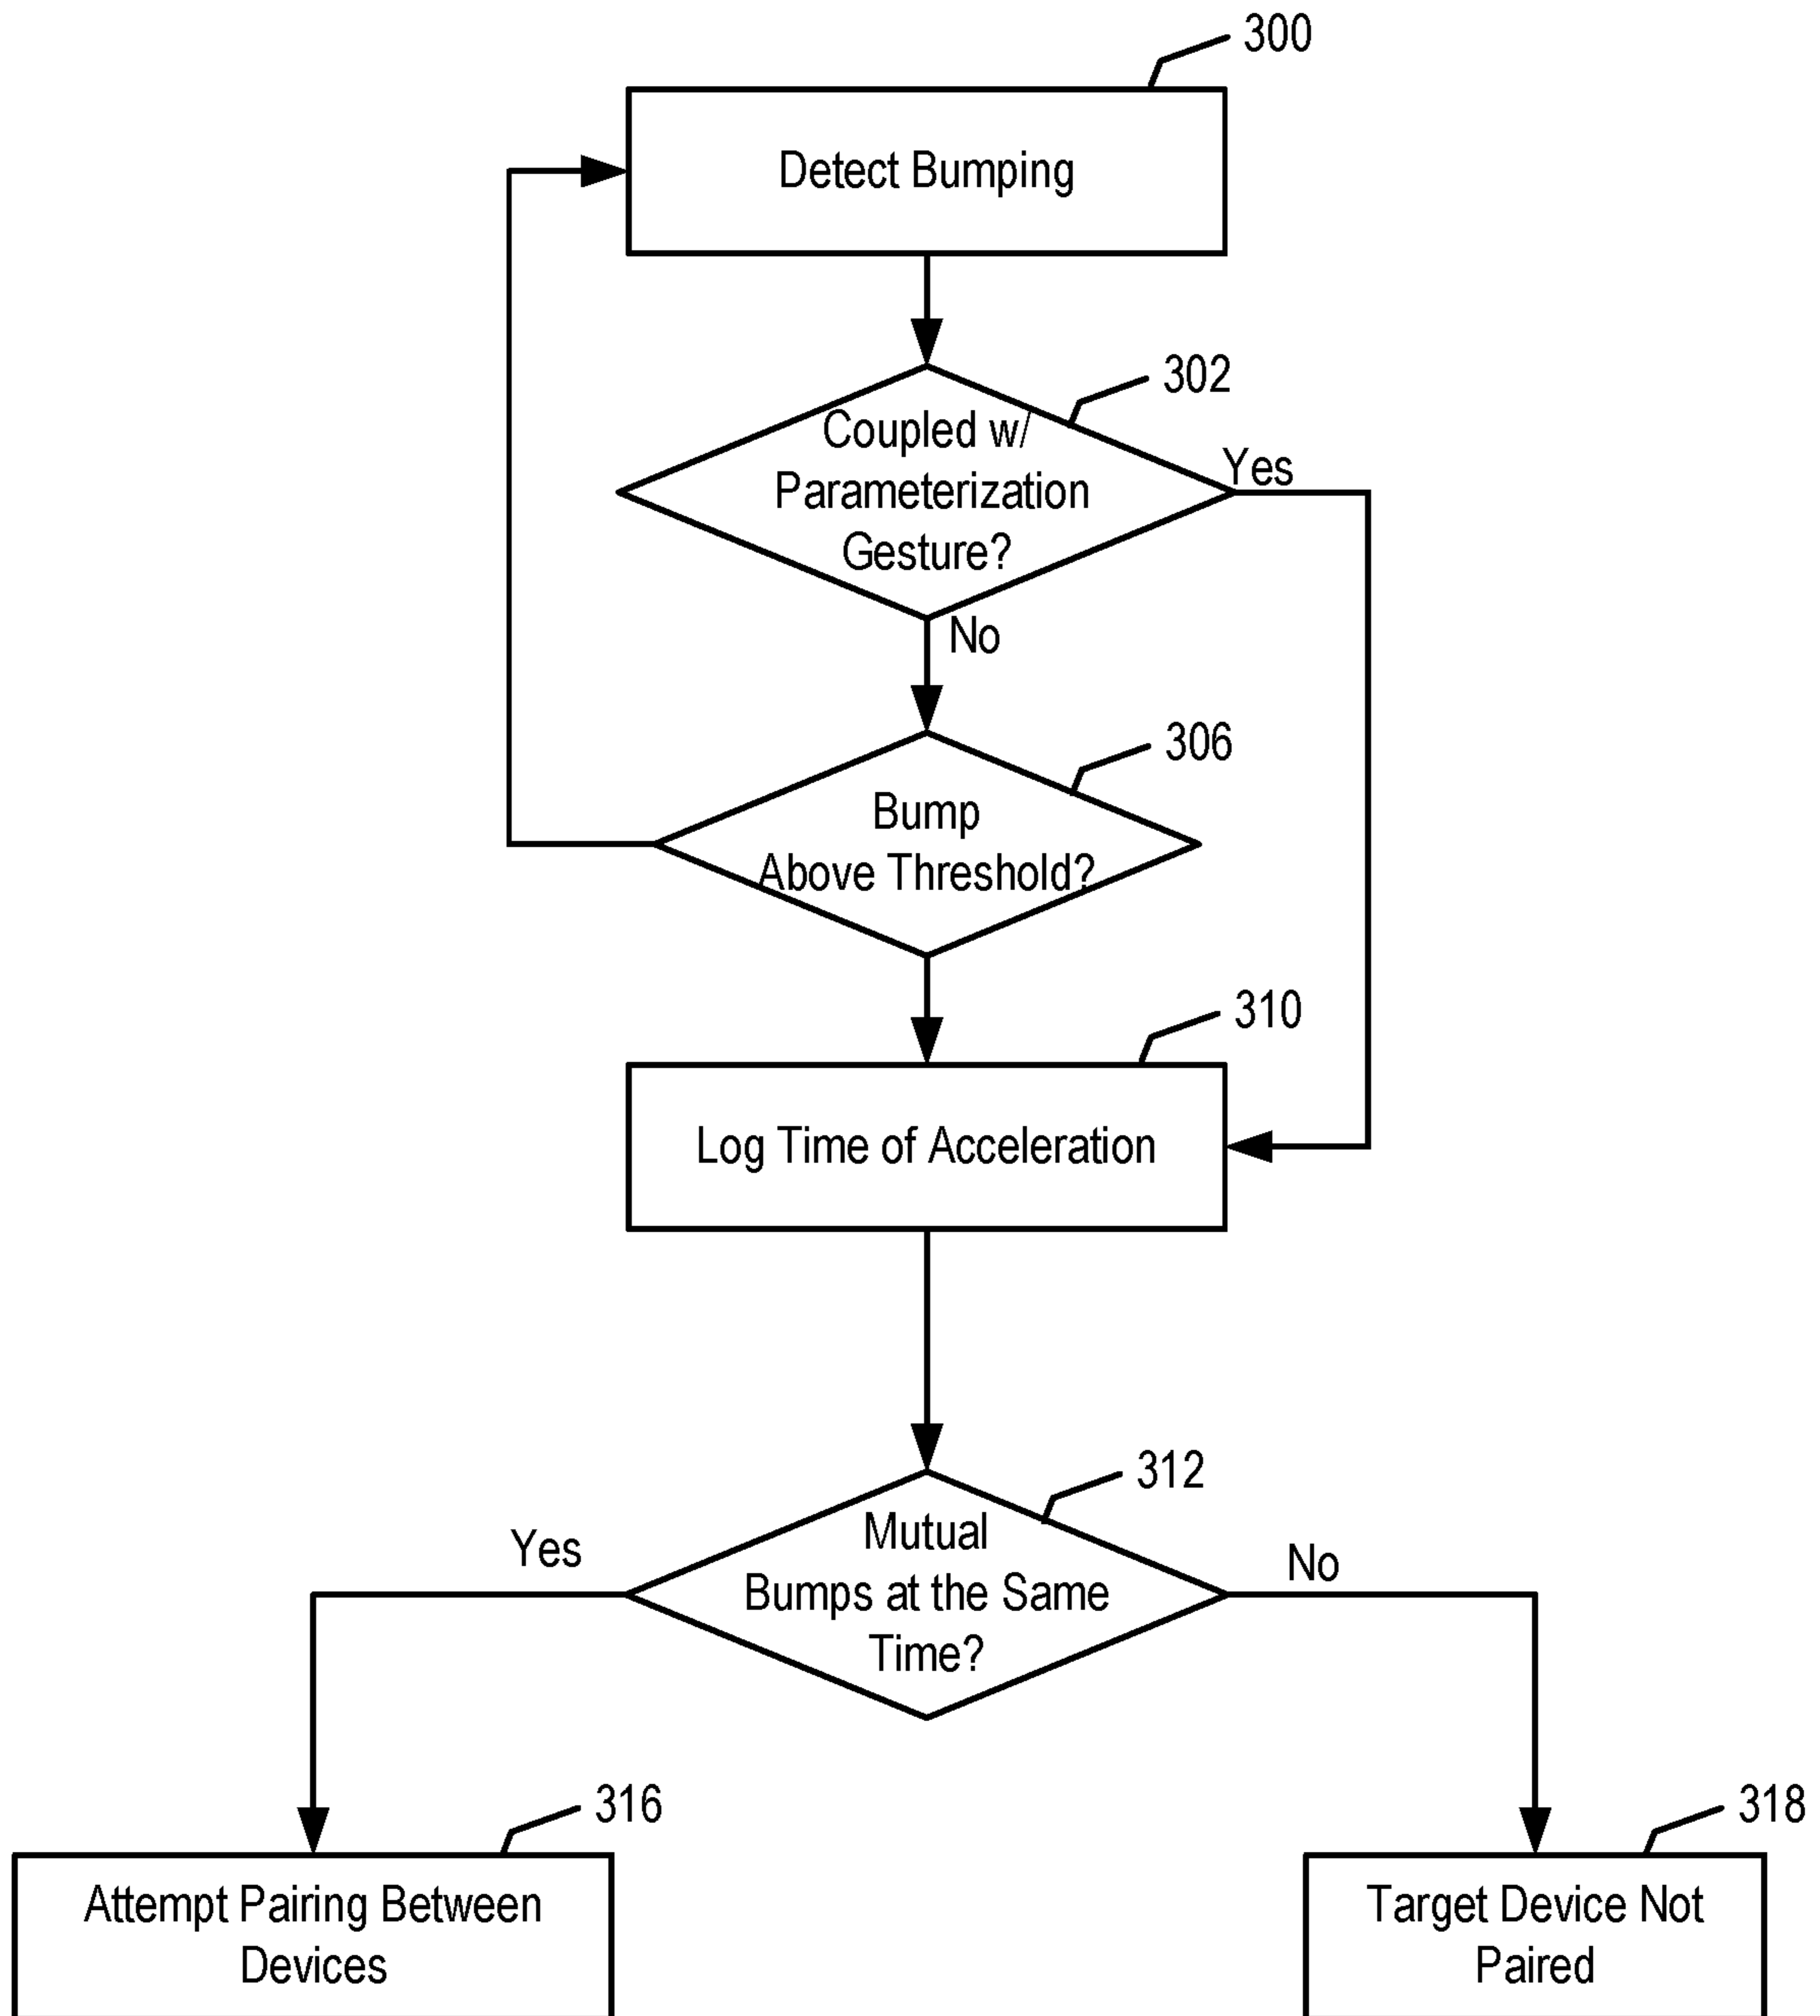 300
Detect Bumping
302
Coupled w/
Parameterization
Gesture?
Yes
No
306
Bump
Above Threshold?
310
Log Time of Acceleration
312
Mutual
Bumps at the Same
Time?
Yes
No
316
Attempt Pairing Between
Devices
318
Target Device Not
Paired